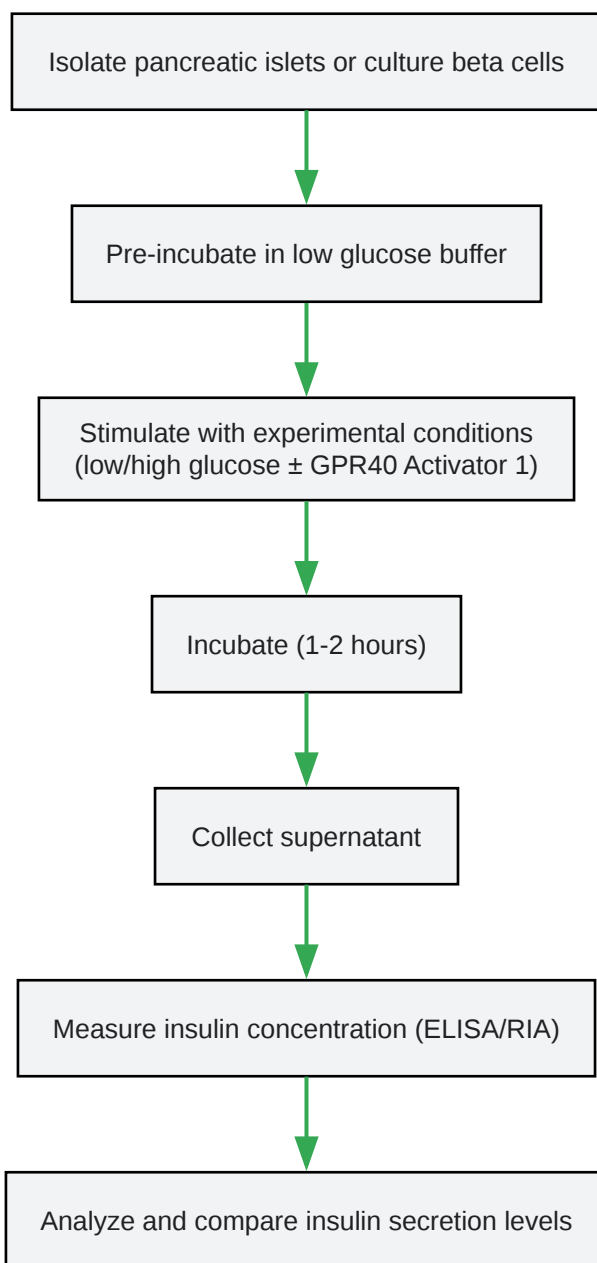 Isolate pancreatic islets or culture beta cells
Pre-incubate in low glucose buffer
Stimulate with experimental conditions
(low/high glucose ± GPR40 Activator 1)
Incubate (1-2 hours)
Collect supernatant
Measure insulin concentration (ELISA/RIA)
Analyze and compare insulin secretion levels